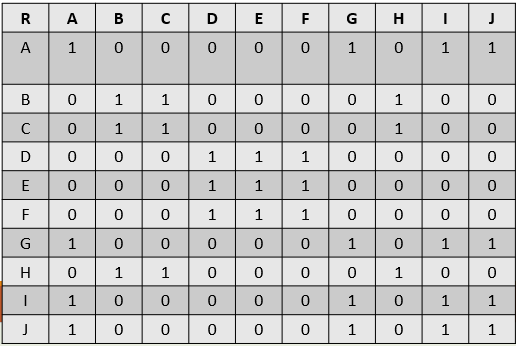 R A B C D E F G H I J
A 1 0 0 0 0 0 1 0 1 1
B 0 1 1 0 0 0 0 1 0 0
C 0 1 1 0 0 0 0 1 0 0
D 0 0 0 1 1 1 0 0 0 0
E 0 0 0 1 1 1 0 0 0 0
F 0 0 0 1 1 1 0 0 0 0
G 1 0 0 0 0 0 1 0 1 1
H 0 1 1 0 0 0 0 1 0 0
I 1 0 0 0 0 0 1 0 1 1
J 1 0 0 0 0 0 1 0 1 1